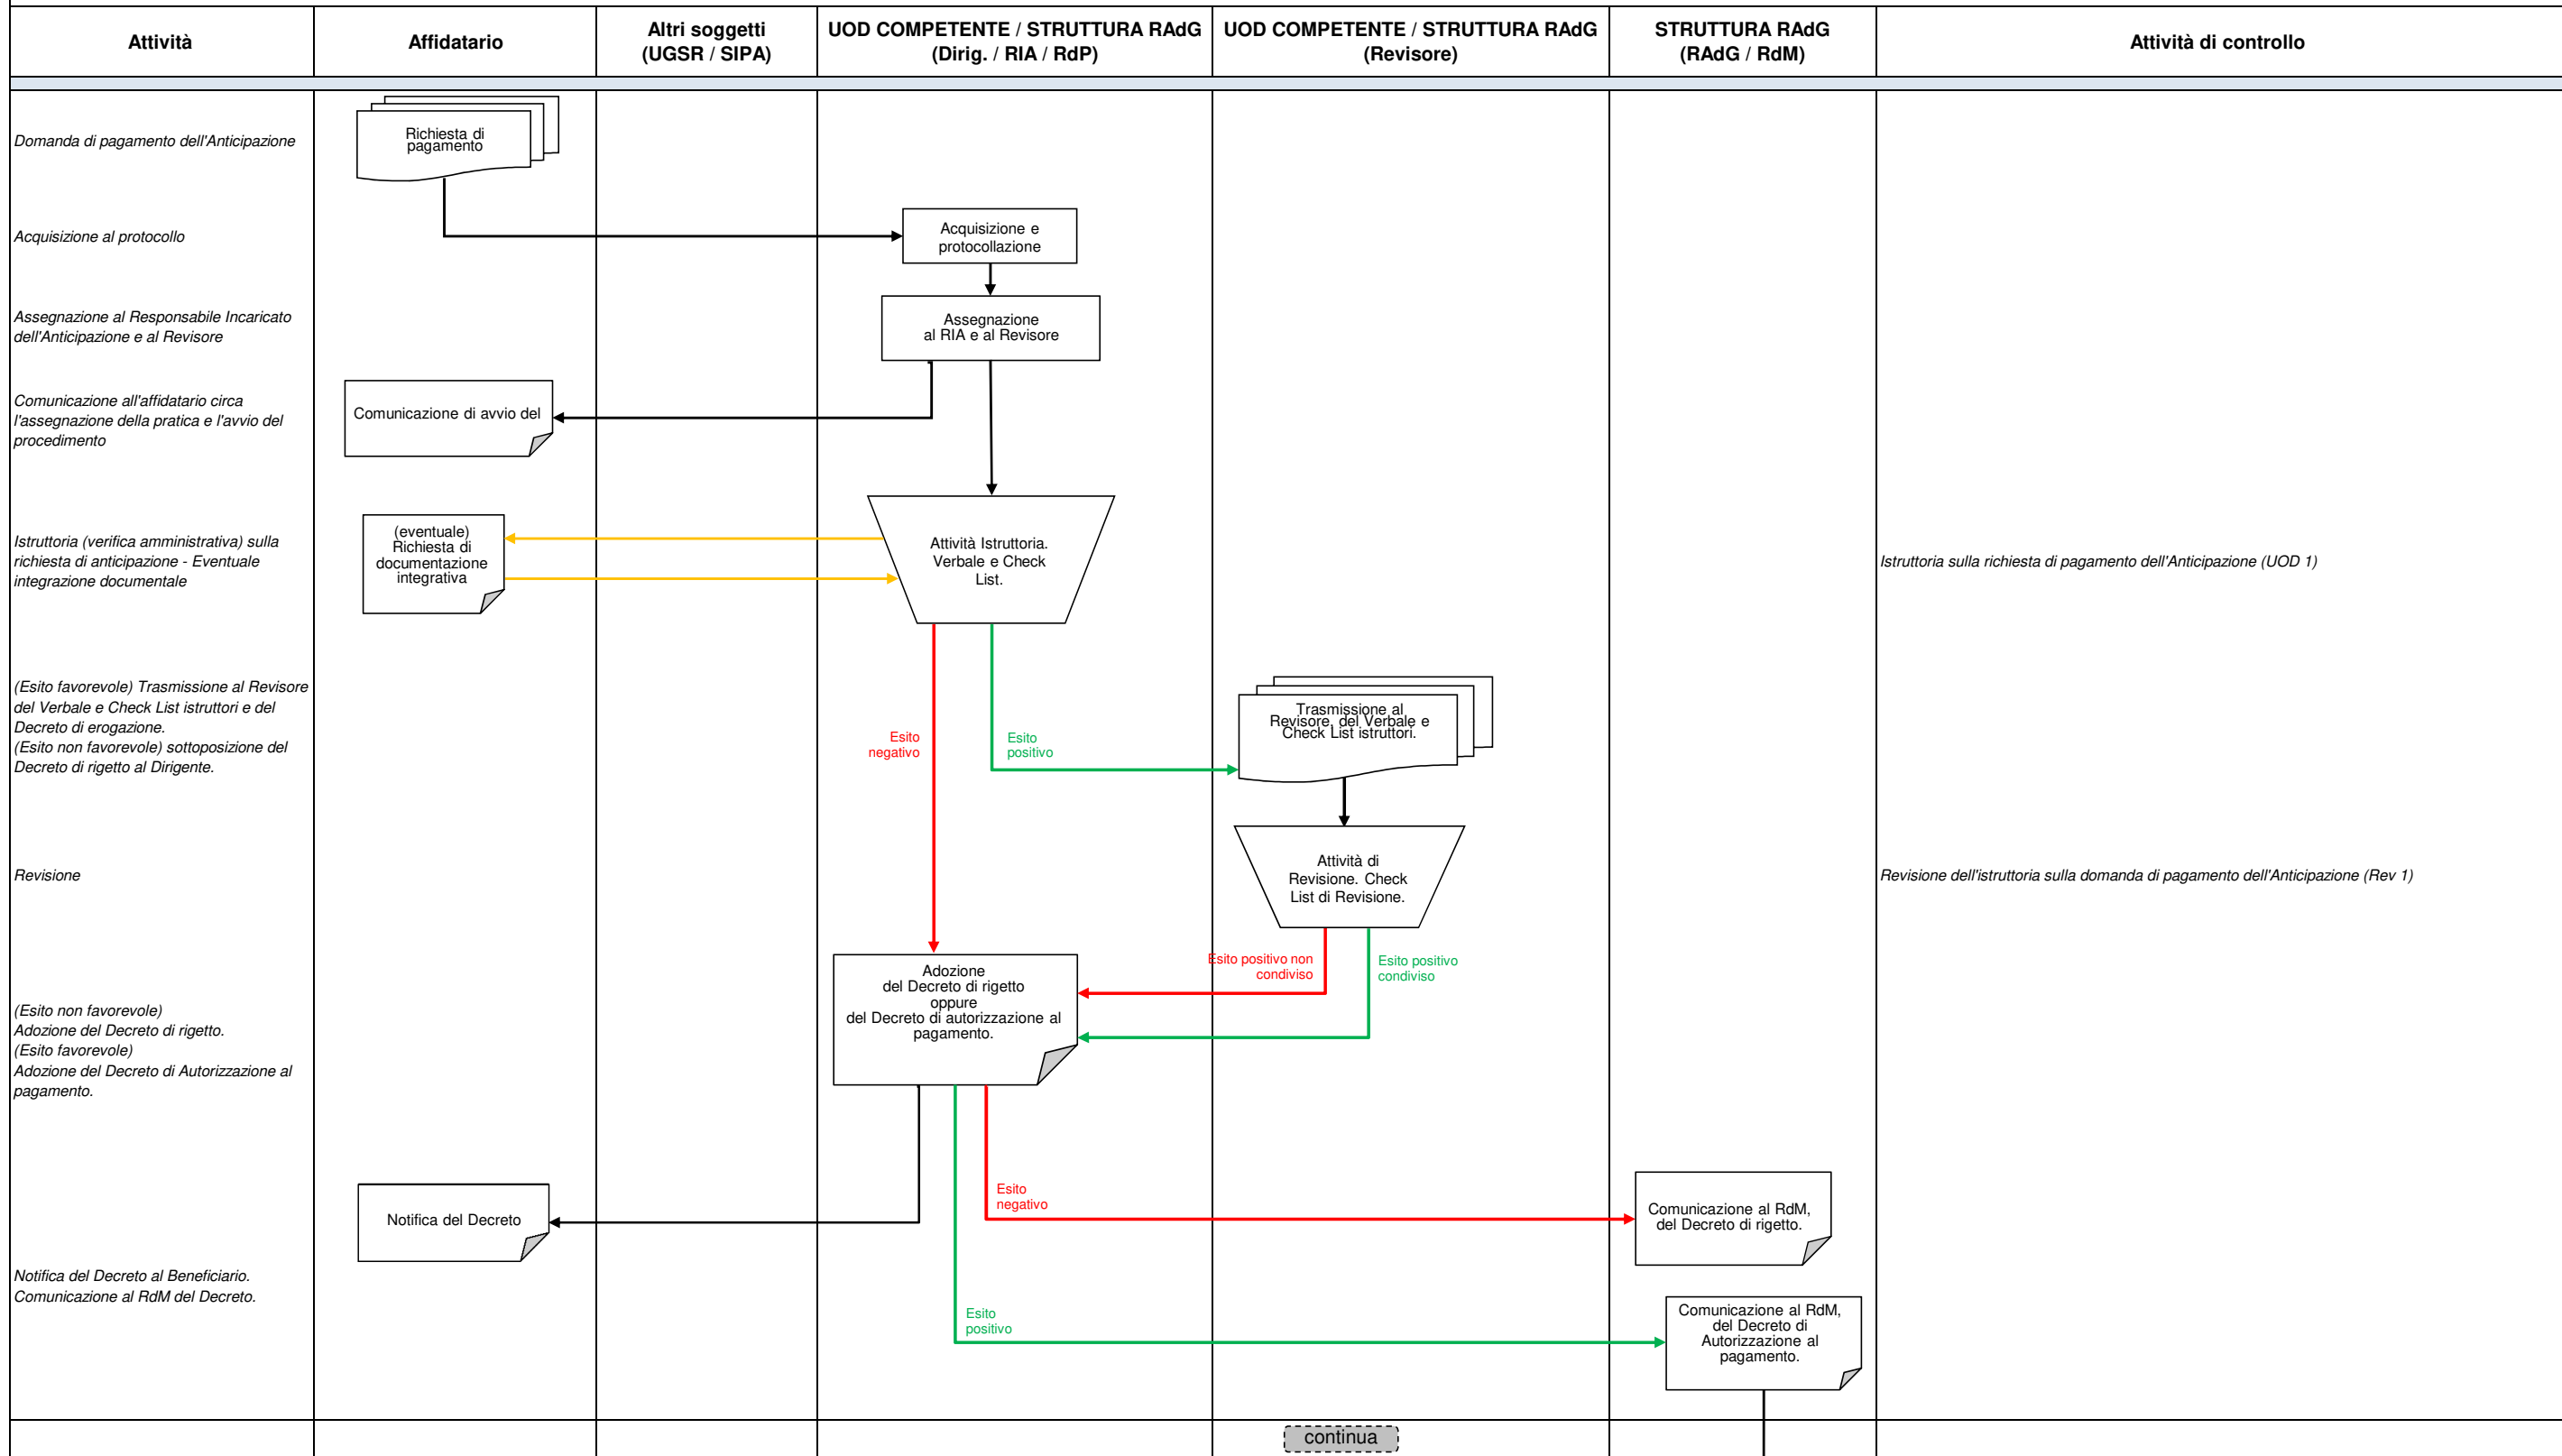 Attività
Affidatario
Altri soggetti
(UGSR / SIPA)
UOD COMPETENTE / STRUTTURA RAdG
(Dirig. / RIA / RdP)
UOD COMPETENTE / STRUTTURA RAdG
(Revisore)
STRUTTURA RAdG
(RAdG / RdM)
Attività di controllo
Domanda di pagamento dell'Anticipazione
Richiesta di
pagamento
Acquisizione al protocollo
Acquisizione e
protocollazione
Assegnazione al Responsabile Incaricato
dell'Anticipazione e al Revisore
Assegnazione
al RIA e al Revisore
Comunicazione all'affidatario circa
l'assegnazione della pratica e l'avvio del
procedimento
Comunicazione di avvio del
Istruttoria (verifica amministrativa) sulla
richiesta di anticipazione - Eventuale
integrazione documentale
(eventuale)
Richiesta di
documentazione
integrativa
Attività Istruttoria.
Verbale e Check
List.
Istruttoria sulla richiesta di pagamento dell'Anticipazione (UOD 1)
(Esito favorevole) Trasmissione al Revisore
del Verbale e Check List istruttori e del
Decreto di erogazione.
(Esito non favorevole) sottoposizione del
Decreto di rigetto al Dirigente.
Esito
negativo
Esito
positivo
Trasmissione al
Revisore, del Verbale e
Check List istruttori.
Revisione
Attività di
Revisione. Check
List di Revisione.
Revisione dell'istruttoria sulla domanda di pagamento dell'Anticipazione (Rev 1)
Esito positivo non
condiviso
Esito positivo
condiviso
(Esito non favorevole)
Adozione del Decreto di rigetto.
(Esito favorevole)
Adozione del Decreto di Autorizzazione al
pagamento.
Adozione
del Decreto di rigetto
oppure
del Decreto di autorizzazione al
pagamento.
Notifica del Decreto
Esito
negativo
Comunicazione al RdM,
del Decreto di rigetto.
Notifica del Decreto al Beneficiario.
Comunicazione al RdM del Decreto.
Esito
positivo
Comunicazione al RdM,
del Decreto di
Autorizzazione al
pagamento.
continua